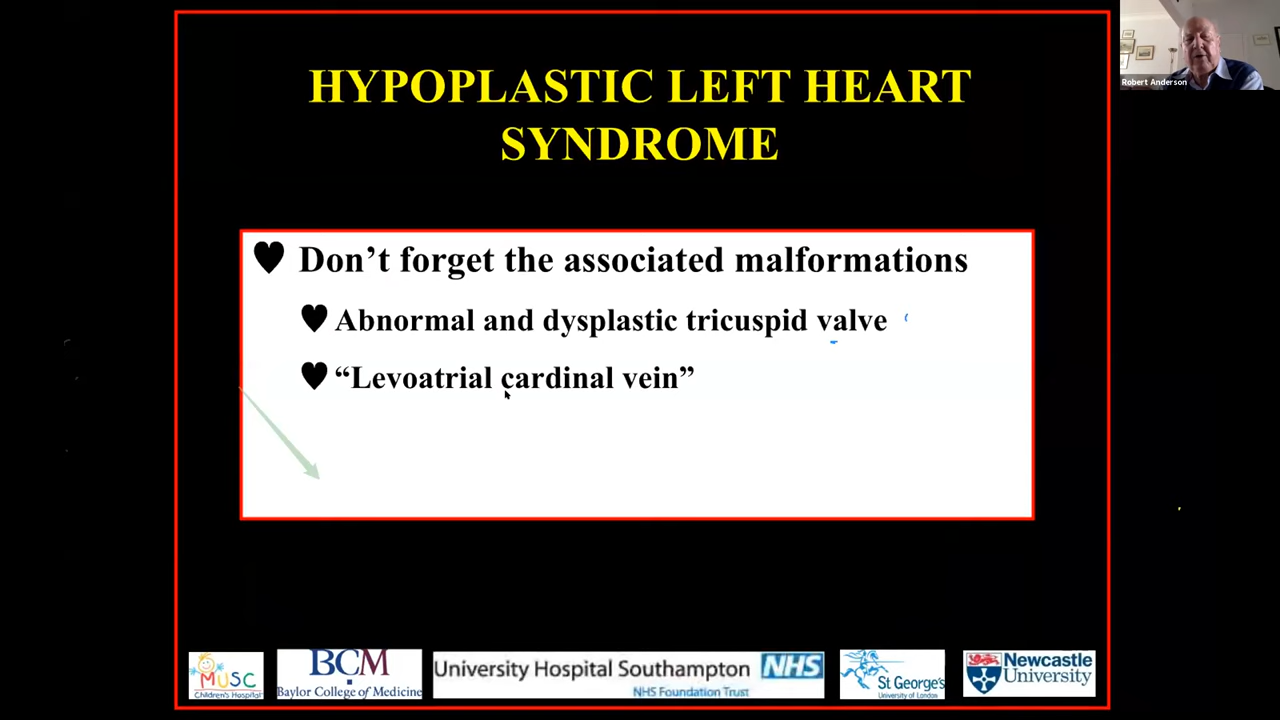 Robert Anderson
HYPOPLASTIC LEFT HEART
SYNDROME
Don't forget the associated malformations
Abnormal and dysplastic tricuspid valve
“Levoatrial cardinal vein”
MUSC
Children's Hospital
BCM
Baylor College of Medicine
University Hospital Southampton NHS
NHS Foundation Trust
St George's
University of London
Newcastle
University